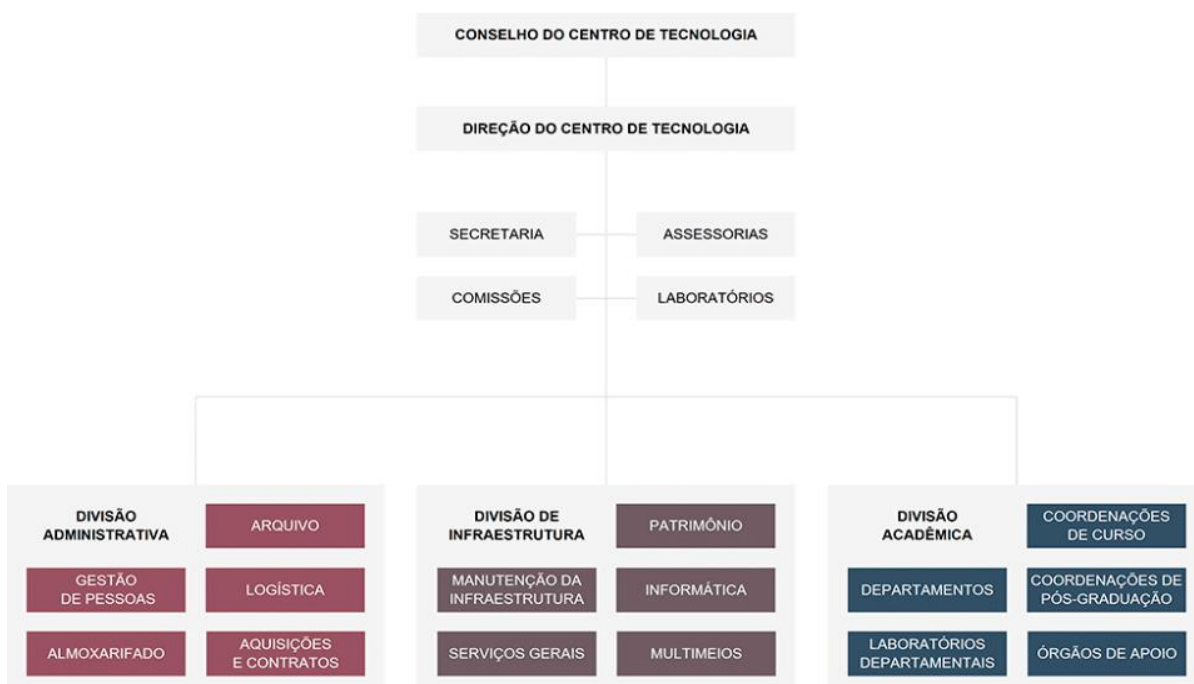 CONSELHO DO CENTRO DE TECNOLOGIA
DIREÇÃO DO CENTRO DE TECNOLOGIA
SECRETARIA
ASSESSORIAS
COMISSÕES
LABORATÓRIOS
DIVISÃO
ADMINISTRATIVA
ARQUIVO
GESTÃO
DE PESSOAS
LOGÍSTICA
ALMOXARIFADO
AQUISIÇÕES
E CONTRATOS
DIVISÃO DE
INFRAESTRUTURA
PATRIMÔNIO
MANUTENÇÃO DA
INFRAESTRUTURA
INFORMÁTICA
SERVIÇOS GERAIS
MULTIMEIOS
DIVISÃO
ACADÊMICA
COORDENAÇÕES
DE CURSO
DEPARTAMENTOS
COORDENAÇÕES DE
PÓS-GRADUAÇÃO
LABORATÓRIOS
DEPARTAMENTAIS
ÓRGÃOS DE APOIO